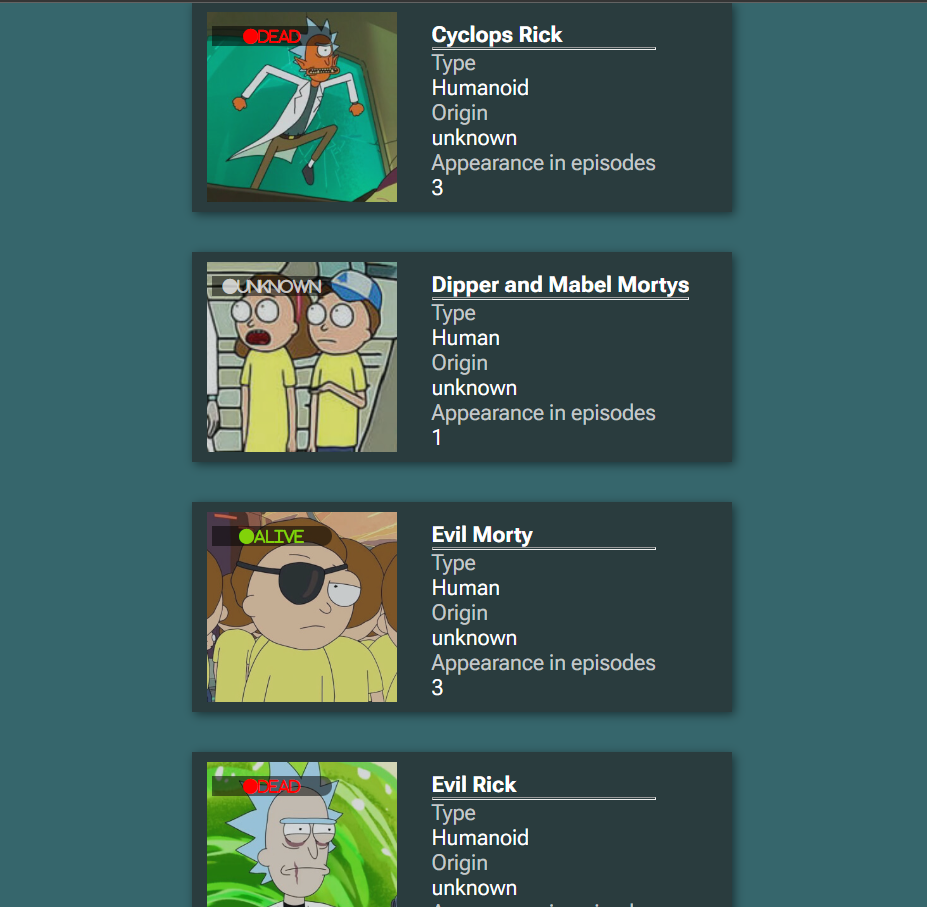 DEAD
Cyclops Rick
Type
Humanoid
Origin
unknown
Appearance in episodes
3
UNKNOWN
Dipper and Mabel Mortys
Type
Human
Origin
unknown
Appearance in episodes
1
ALIVE
Evil Morty
Type
Human
Origin
unknown
Appearance in episodes
3
DEAD
Evil Rick
Type
Humanoid
Origin
unknown